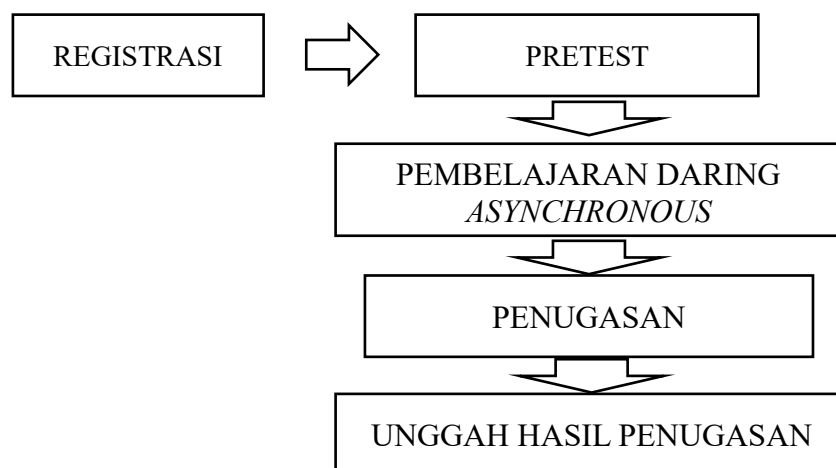 REGISTRASI
PRETEST
PEMBELAJARAN DARING
ASYNCHRONOUS
PENUGASAN
UNGGAH HASIL PENUGASAN